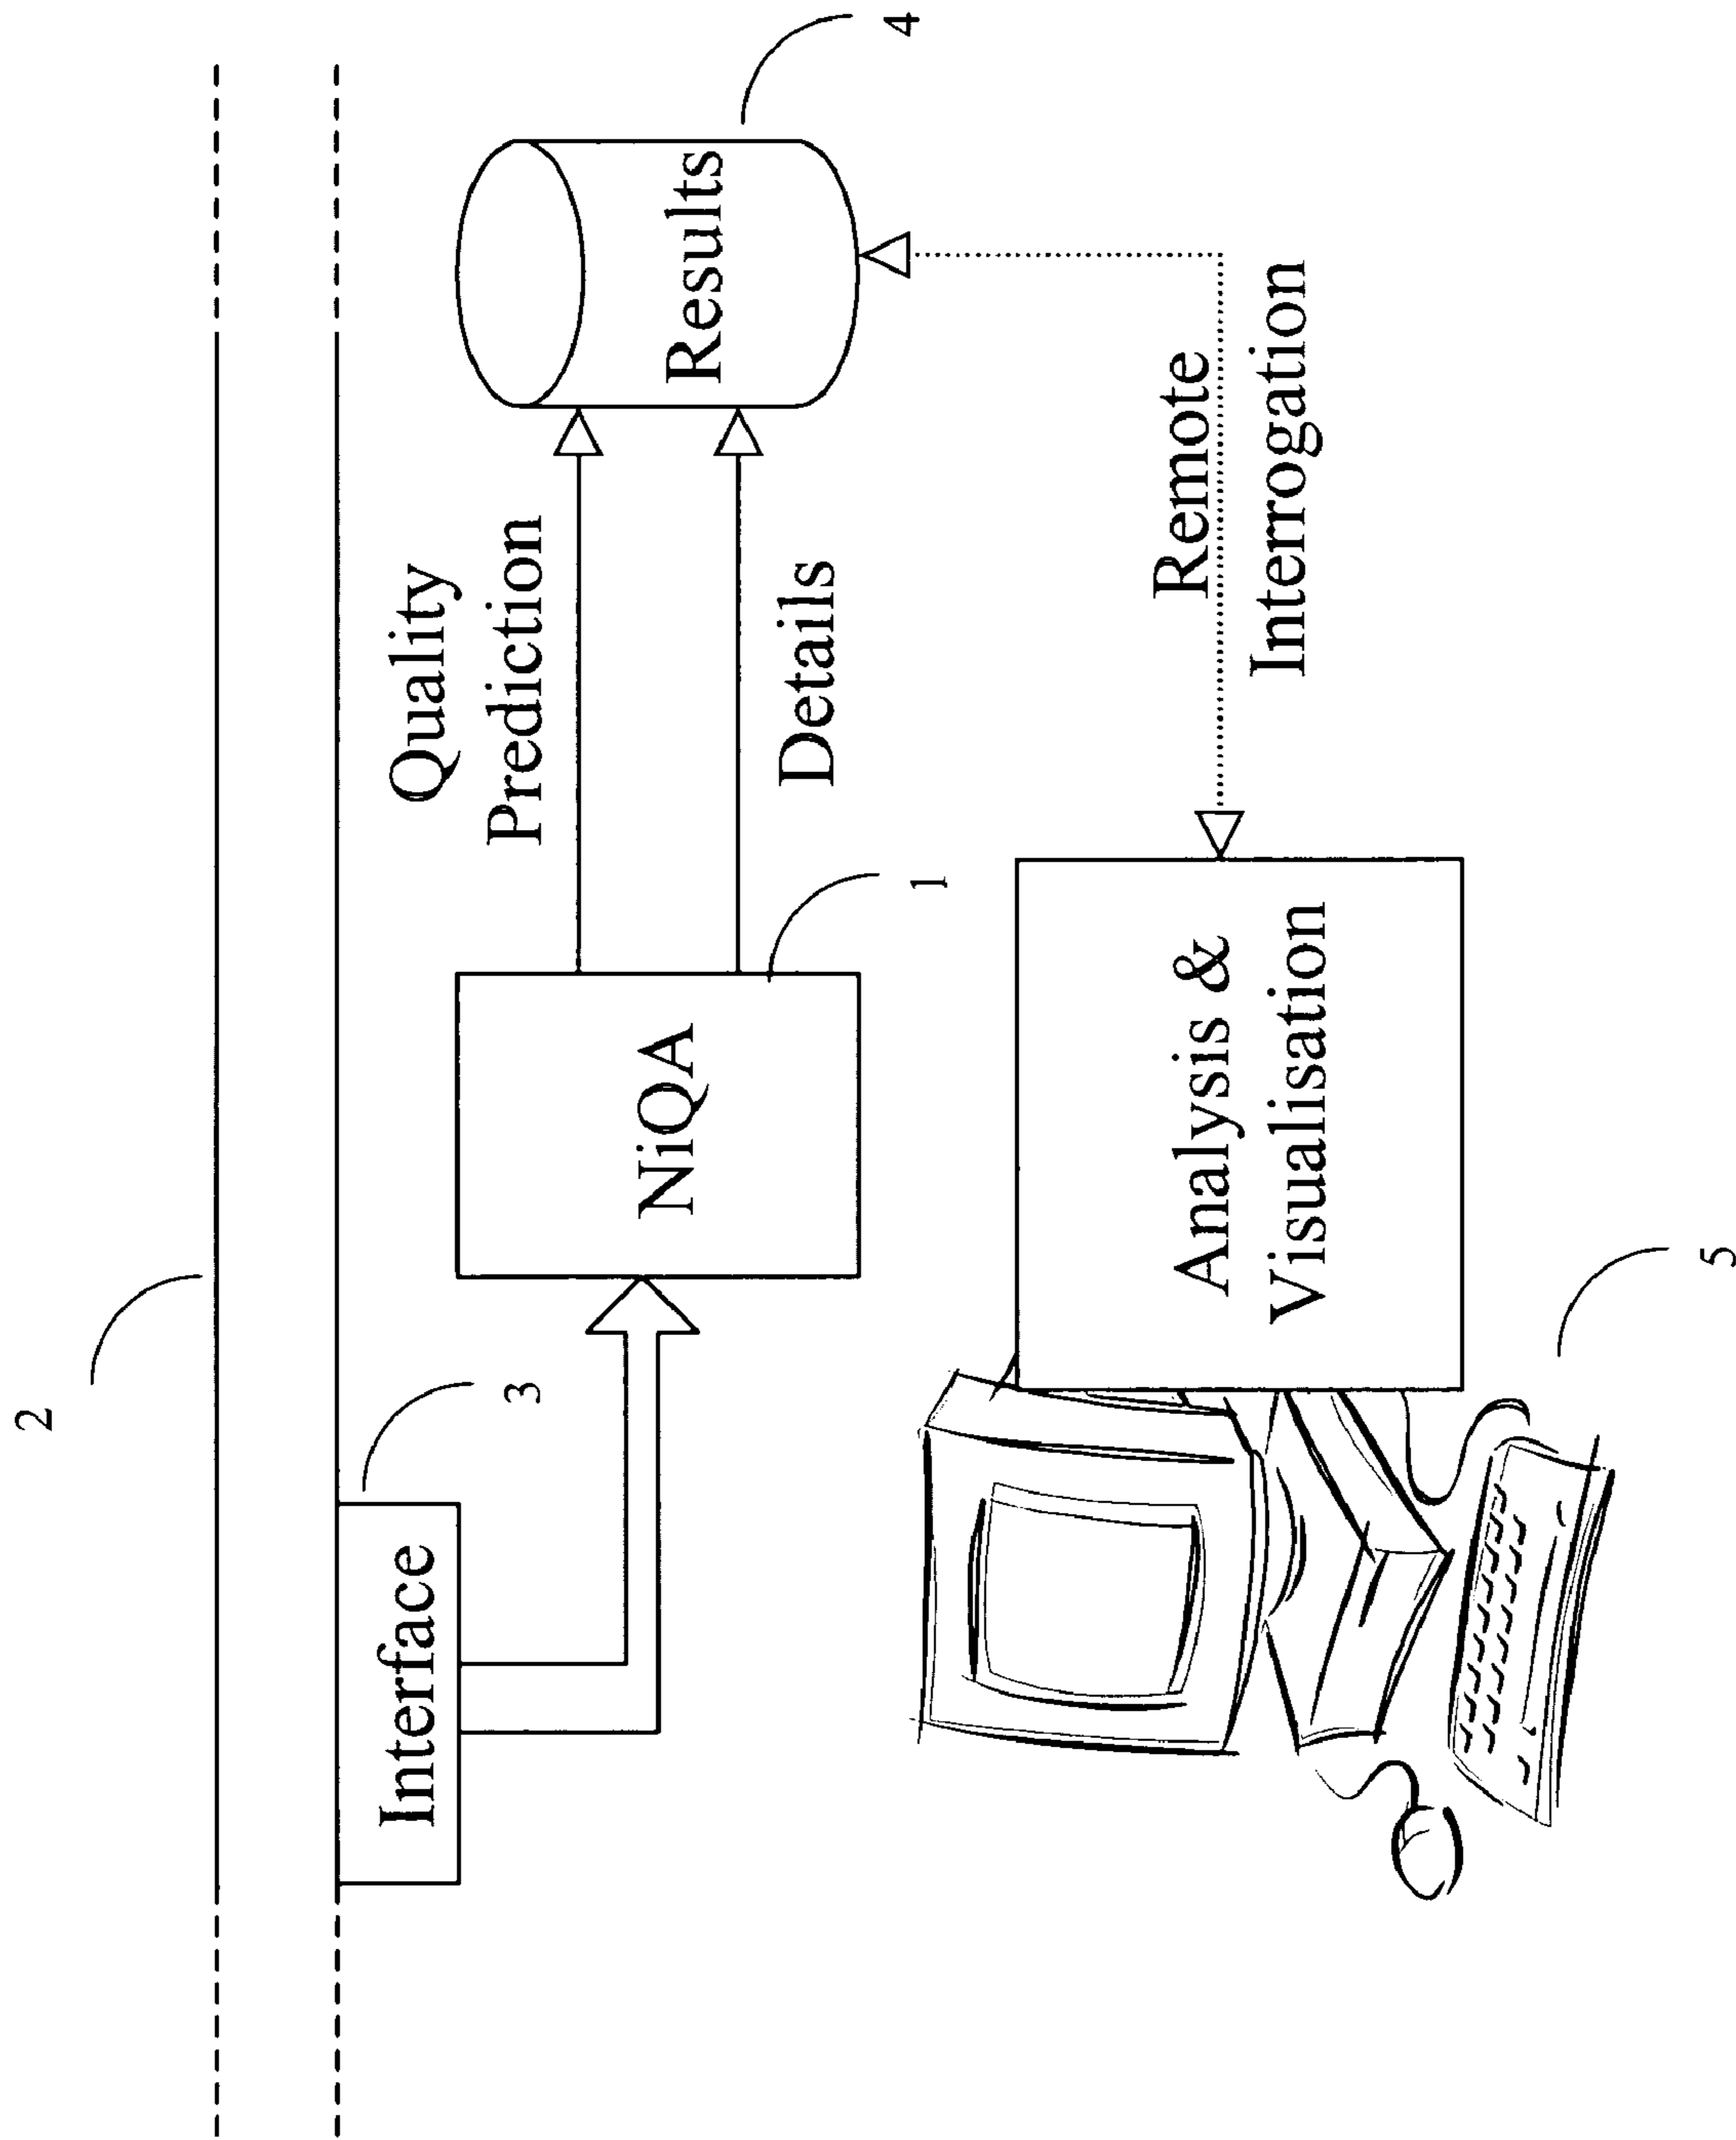 2
Interface
3
NiQA
1
Quality
Prediction
Details
Results
4
Remote
Interrogation
Analysis &
Visualisation
5